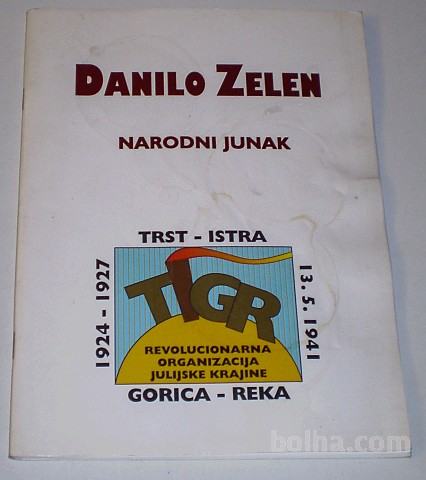 DANILO ZELEN
NARODNI JUNAK
TRST - ISTRA
1924 - 1927
TIGR
13. 5. 1941
REVOLUCIONARNA
ORGANIZACIJA
JULIJSKE KRAJINE
GORICA - REKA
bolha.com